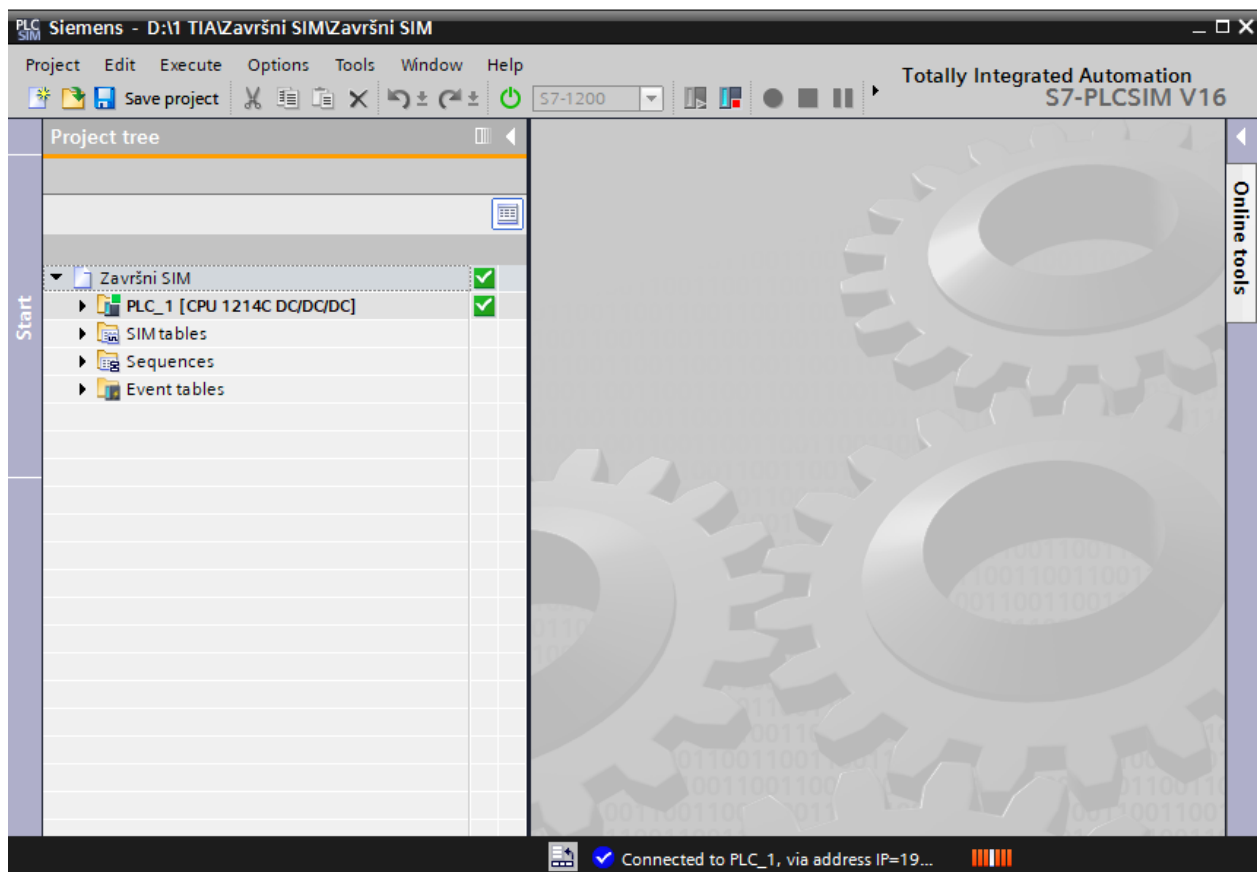 PLC SIM Siemens - D:\1 TIA\Završni SIM\Završni SIM
Project Edit Execute Options Tools Window Help
Totally Integrated Automation
S7-PLCSIM V16
Save project
S7-1200
Project tree
Start
Online tools
Završni SIM
PLC_1 [CPU 1214C DC/DC/DC]
SIM tables
Sequences
Event tables
Connected to PLC_1, via address IP=19...